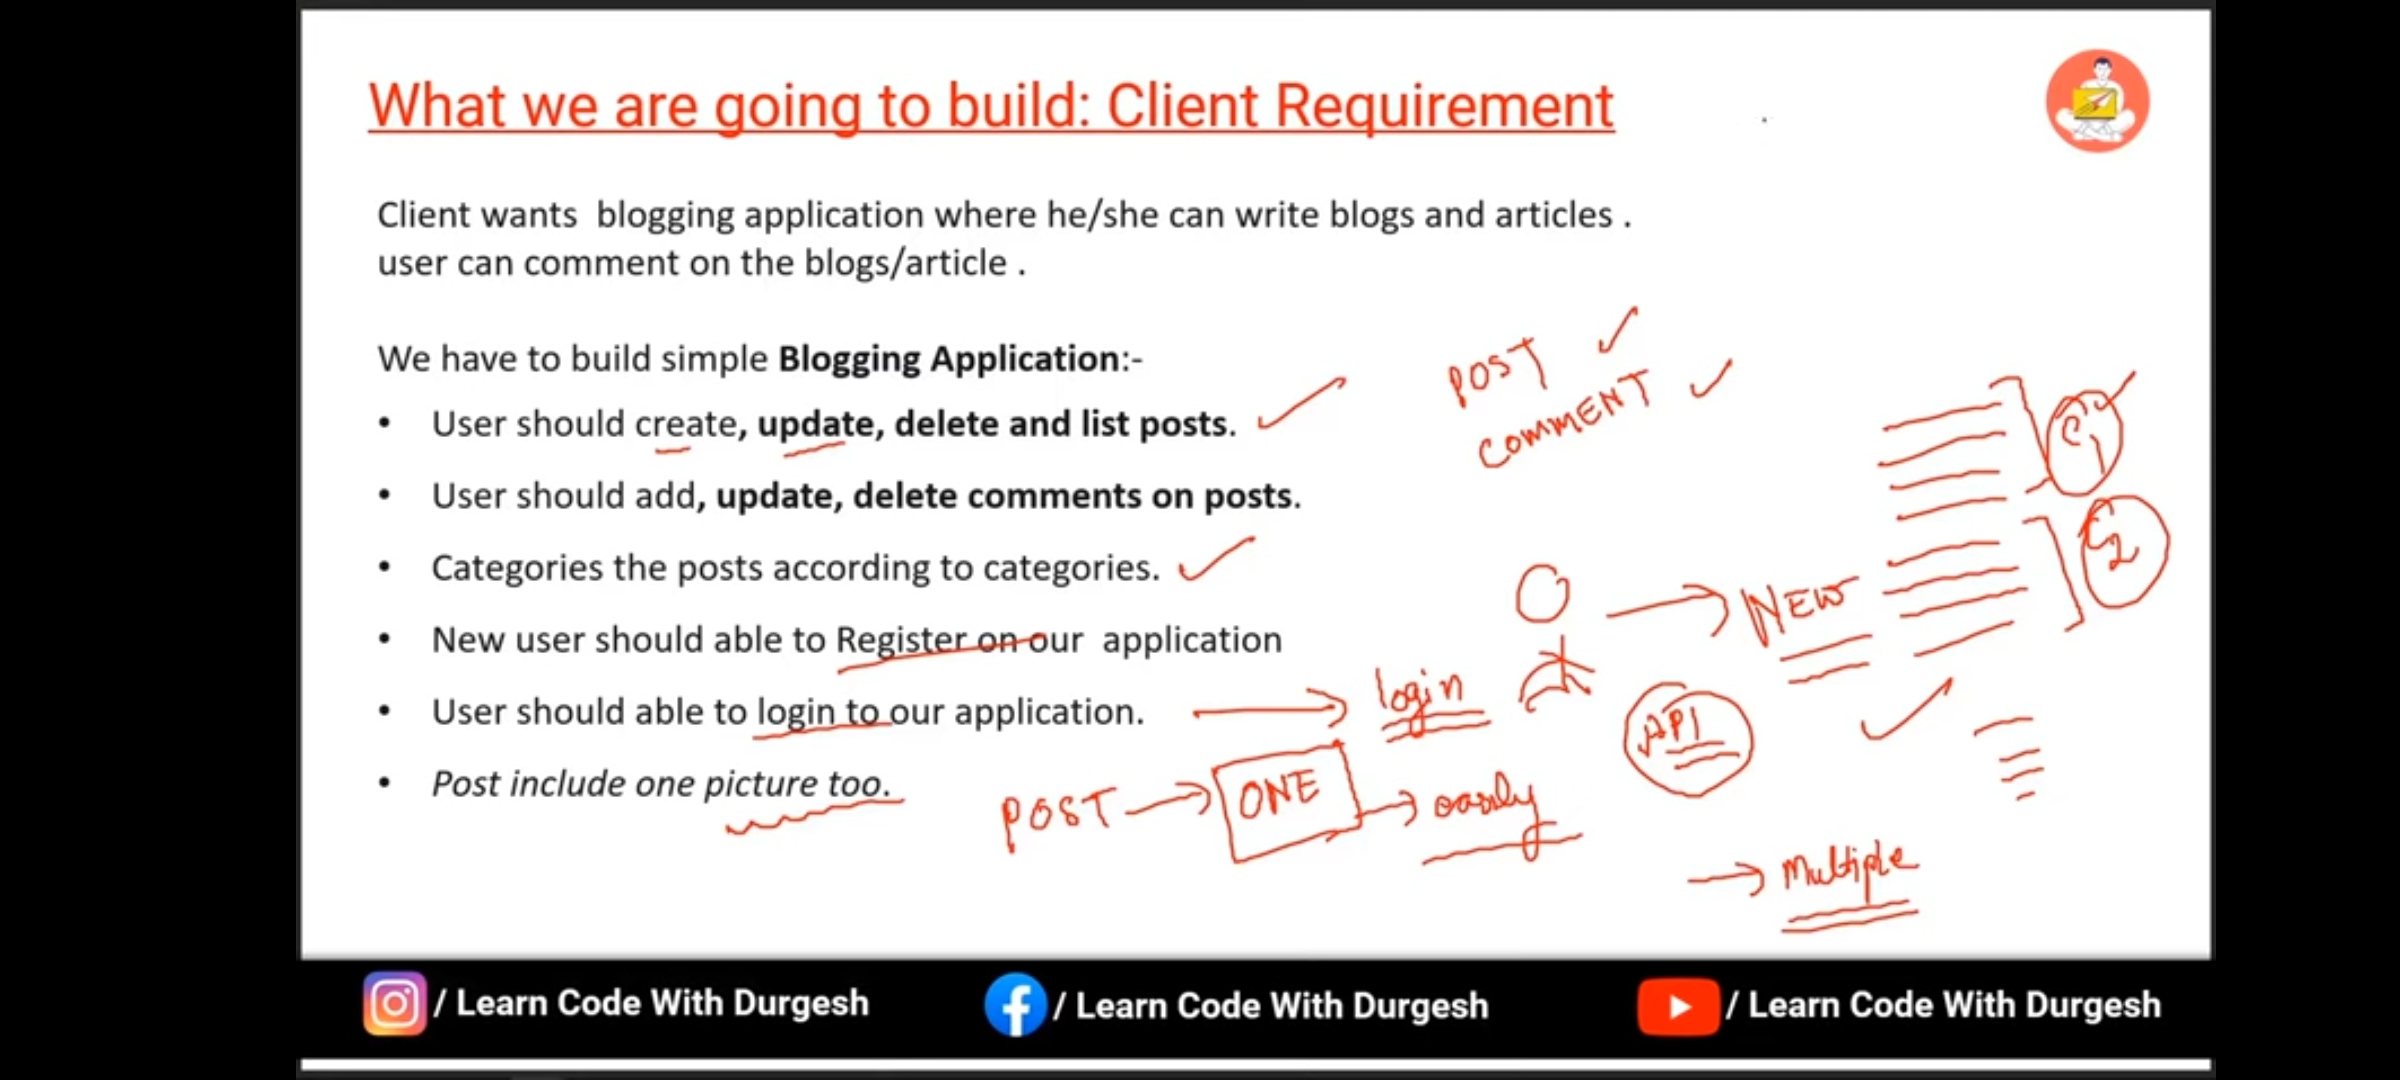 What we are going to build: Client Requirement
Client wants  blogging application where he/she can write blogs and articles .
user can comment on the blogs/article .
We have to build simple Blogging Application:-
• User should create, update, delete and list posts.
• User should add, update, delete comments on posts.
• Categories the posts according to categories.
• New user should able to Register on our  application
• User should able to login to our application.
• Post include one picture too.
POST
COMMENT
C1
C2
NEW
login
API
POST → ONE → easily
→ Multiple
/ Learn Code With Durgesh
/ Learn Code With Durgesh
/ Learn Code With Durgesh